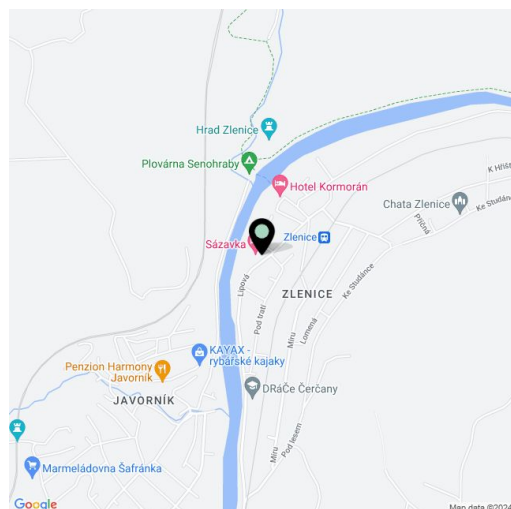 Hrad Zlenice
Plovárna Senohraby
Hotel Kormorán
K Hřišt
Chata Zlenice
Ke Studánce
Příčná
Zlenice
Sázavka
Lipová
ZLENICE
Ke Studánce
Pod tratí
Míru
Lomená
KAYAX -
rybářské kajaky
Penzion Harmony
Javorník
DRáČe Čerčany
JAVORNÍK
Míru
Pod lesem
Marmeládovna Šafránka
Google
Map data ©2024